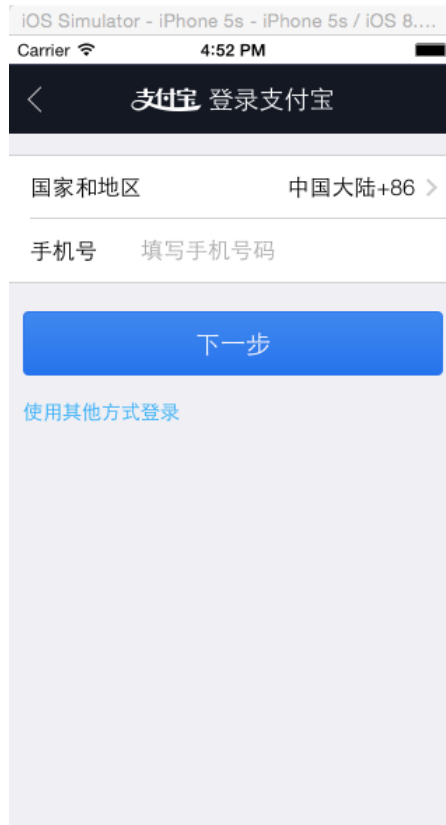 iOS Simulator - iPhone 5s - iPhone 5s / iOS 8....
Carrier 4:52 PM
支付宝 登录支付宝
国家和地区 中国大陆+86
手机号 填写手机号码
下一步
使用其他方式登录